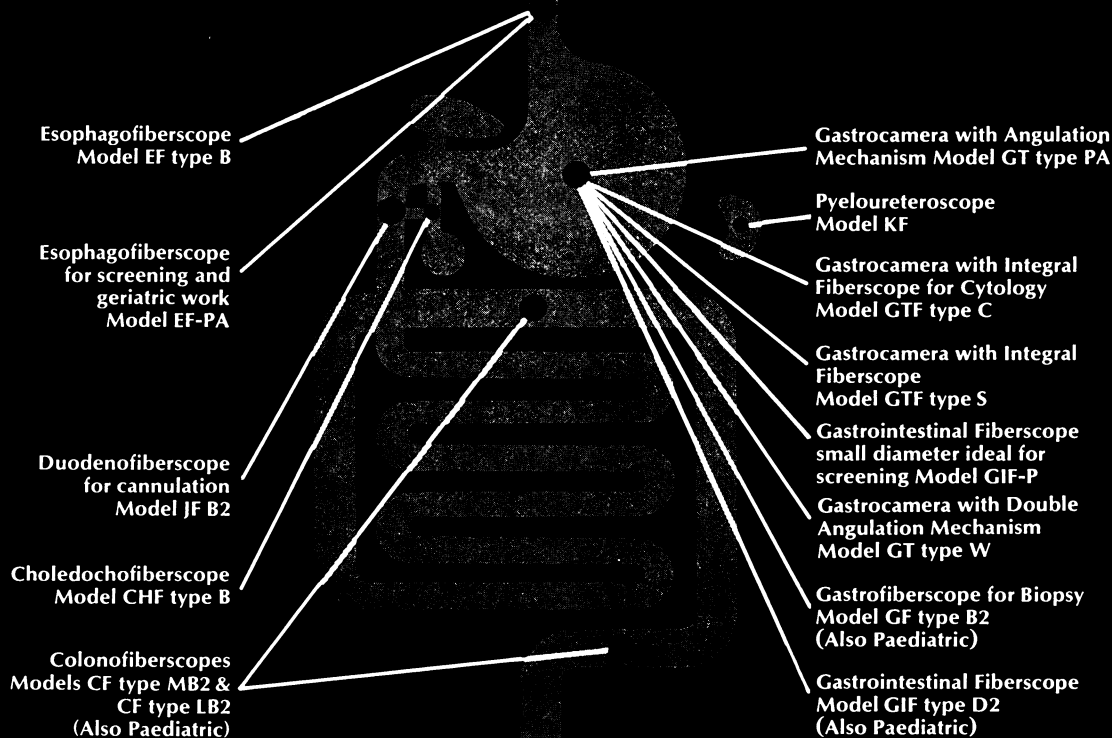 Esophagofiberscope
Model EF type B
Esophagofiberscope
for screening and
geriatric work
Model EF-PA
Duodenofiberscope
for cannulation
Model JF B2
Choledochofiberscope
Model CHF type B
Colonofiberscopes
Models CF type MB2 &
CF type LB2
(Also Paediatric)
Gastrocamera with Angulation
Mechanism Model GT type PA
Pyeloureteroscope
Model KF
Gastrocamera with Integral
Fiberscope for Cytology
Model GTF type C
Gastrocamera with Integral
Fiberscope
Model GTF type S
Gastrointestinal Fiberscope
small diameter ideal for
screening Model GIF-P
Gastrocamera with Double
Angulation Mechanism
Model GT type W
Gastrofiberscope for Biopsy
Model GF type B2
(Also Paediatric)
Gastrointestinal Fiberscope
Model GIF type D2
(Also Paediatric)